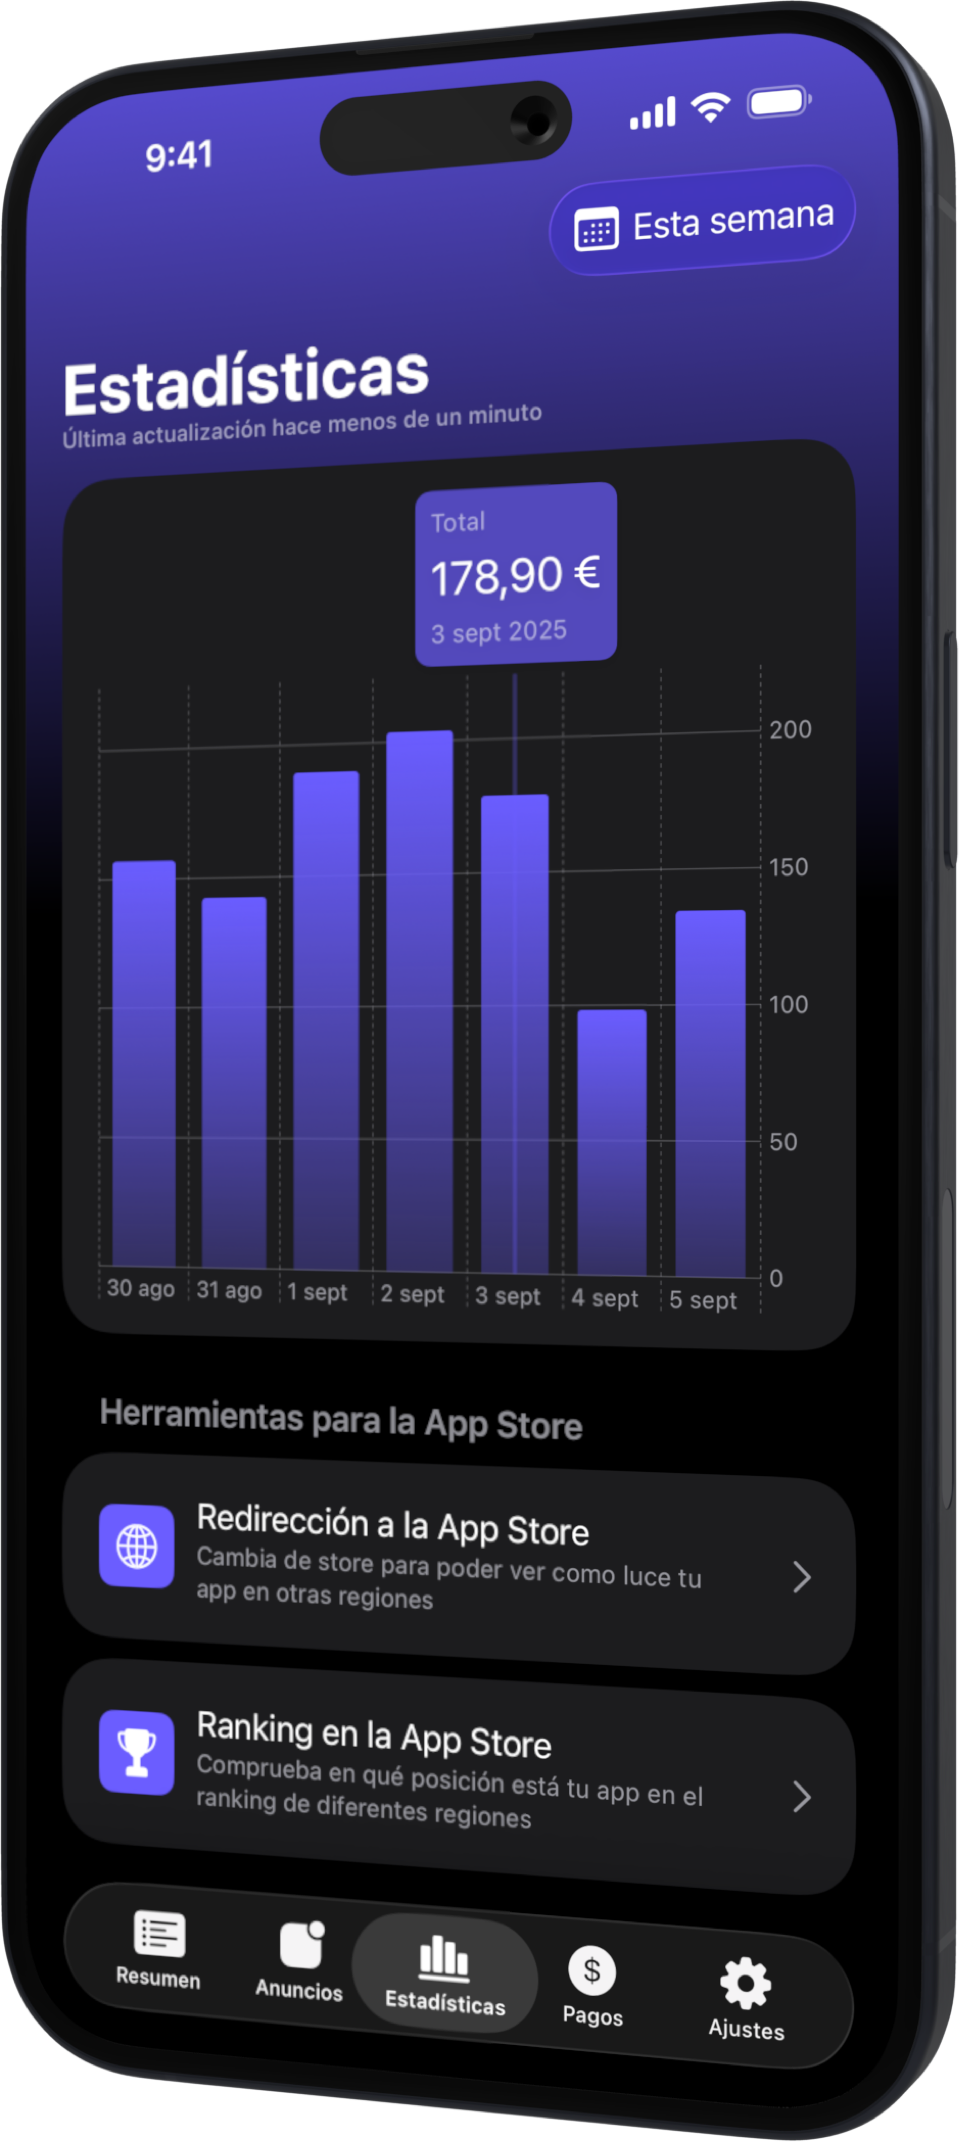 9:41
Esta semana
Estadísticas
Última actualización hace menos de un minuto
Total
178,90 €
3 sept 2025
200
150
100
50
0
30 ago
31 ago
1 sept
2 sept
3 sept
4 sept
5 sept
Herramientas para la App Store
Redirección a la App Store
Cambia de store para poder ver como luce tu
app en otras regiones
Ranking en la App Store
Comprueba en qué posición está tu app en el
ranking de diferentes regiones
Resumen
Anuncios
Estadísticas
$
Pagos
Ajustes